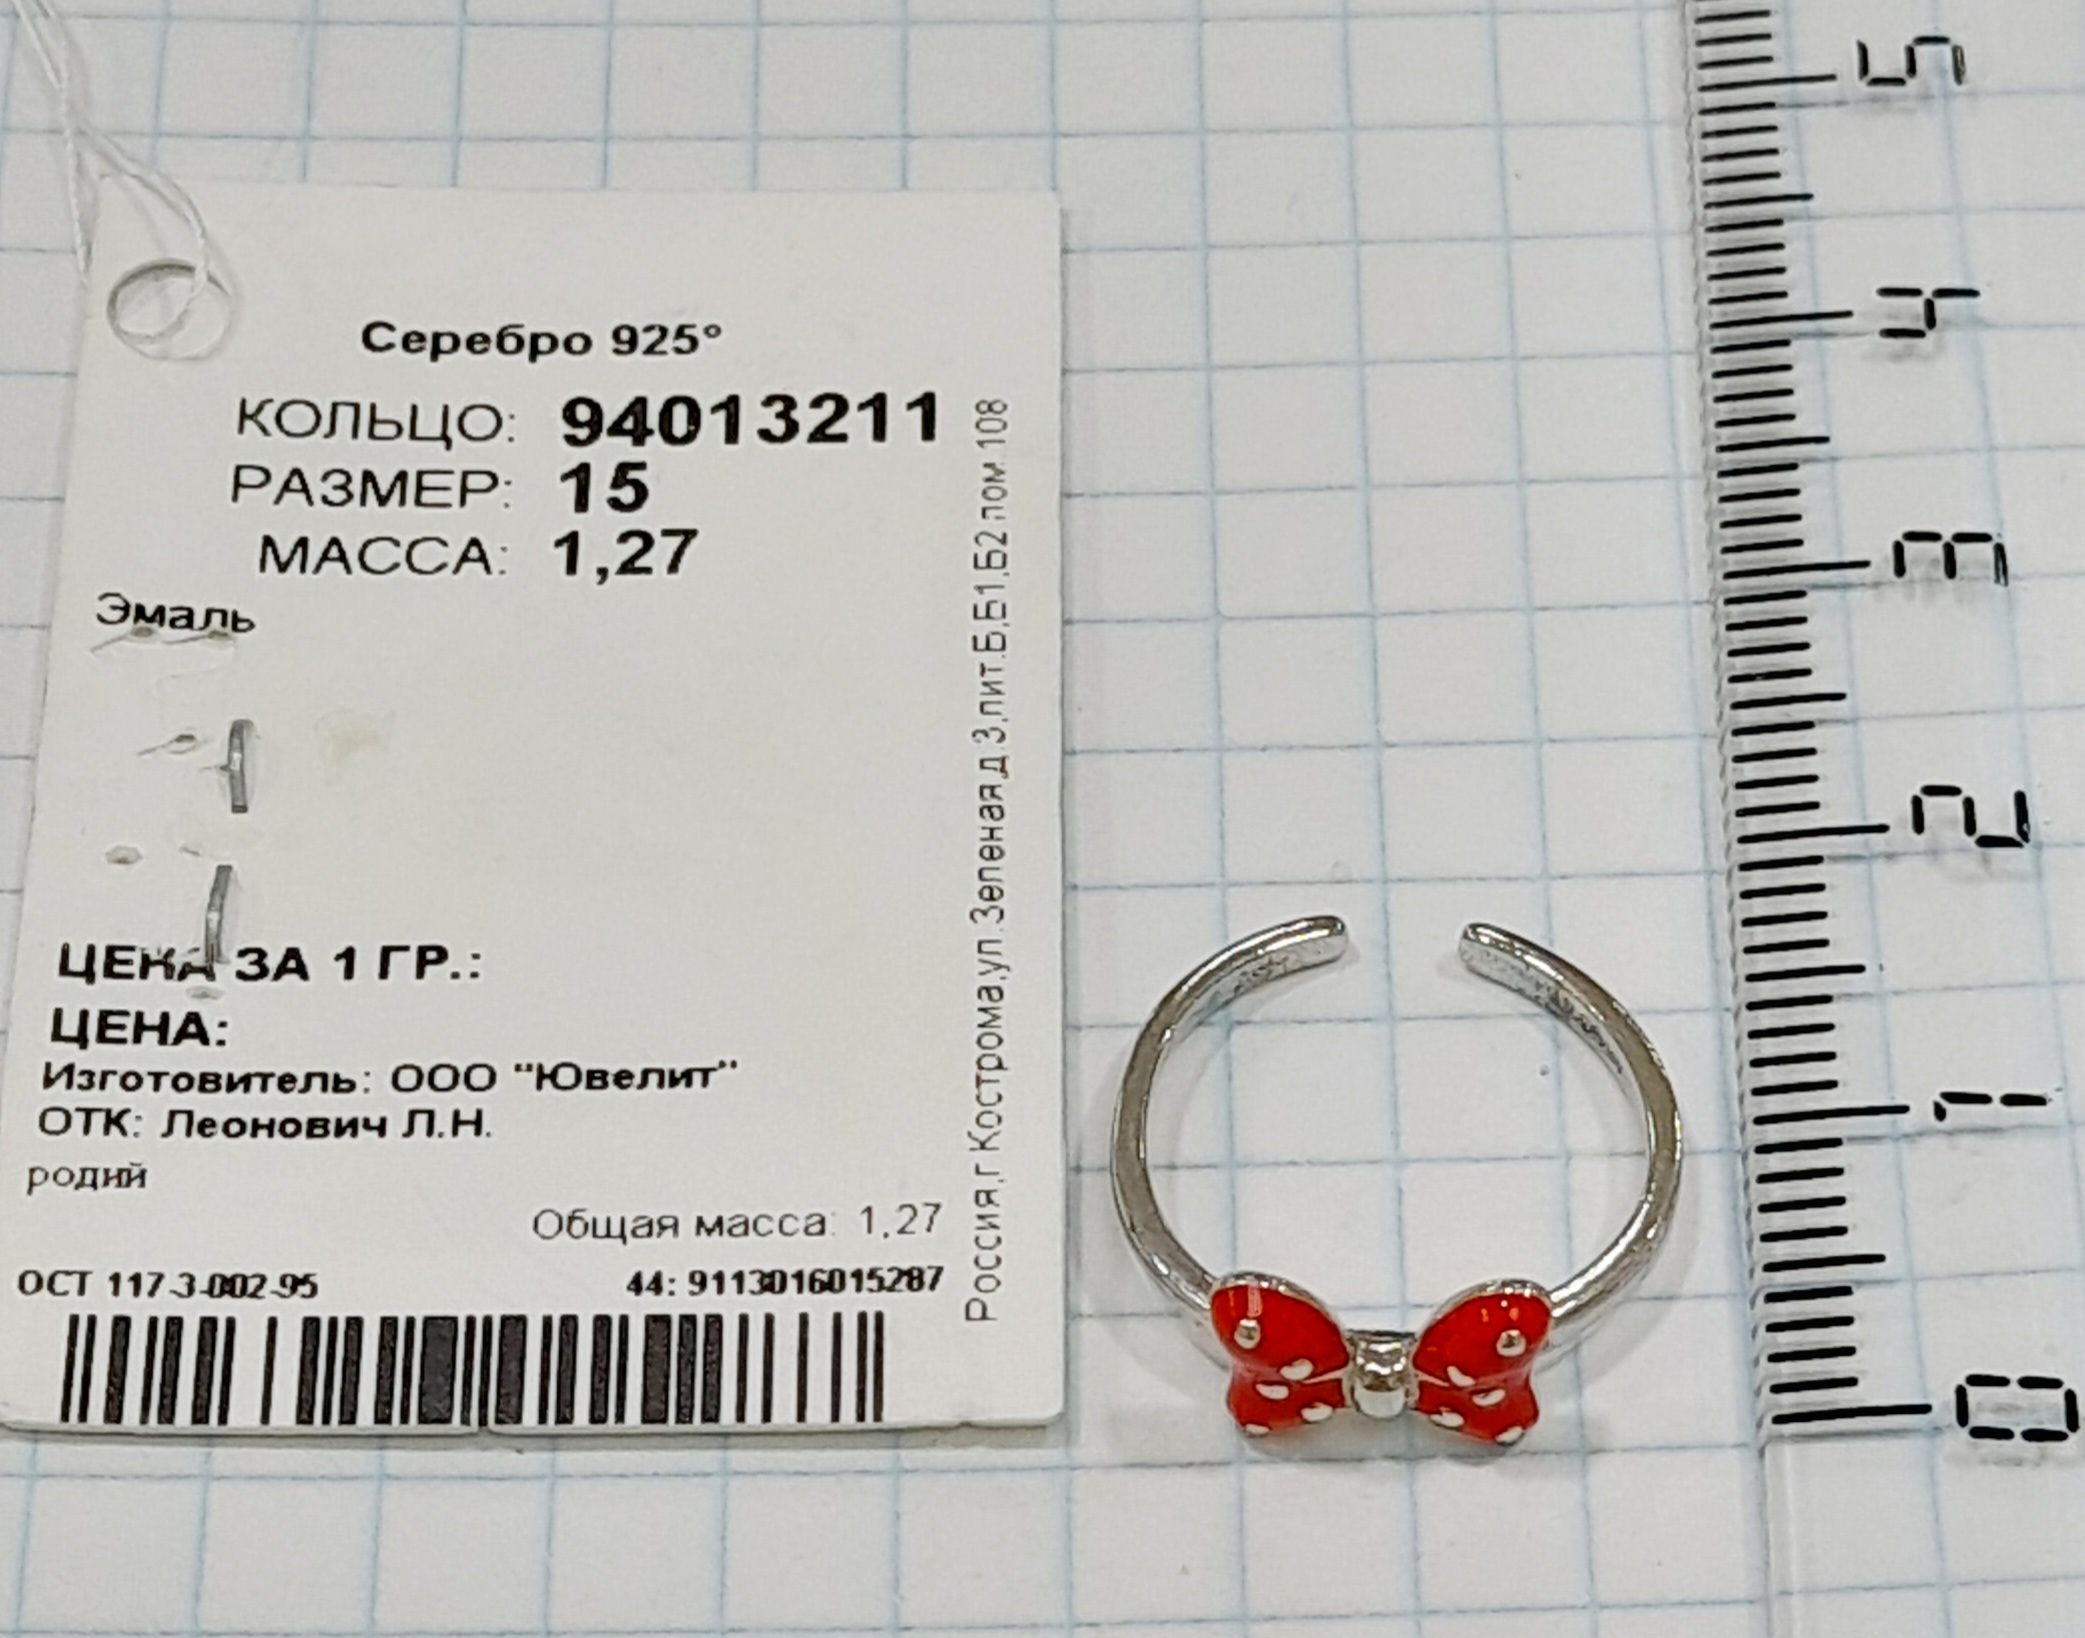 Серебро 925°
КОЛЬЦО: 94013211
РАЗМЕР: 15
МАССА: 1,27
Эмаль
ЦЕНА ЗА 1 ГР.:
ЦЕНА:
Изготовитель: ООО "Ювелит"
ОТК: Леонович Л.Н.
родий
Общая масса: 1,27
ОСТ 117-3-002-95
44: 9113016015287
Россия,г Кострома,ул.Зеленая,д.3,лит.Б,Б1,Б2 пом.108
5
4
3
2
1
0